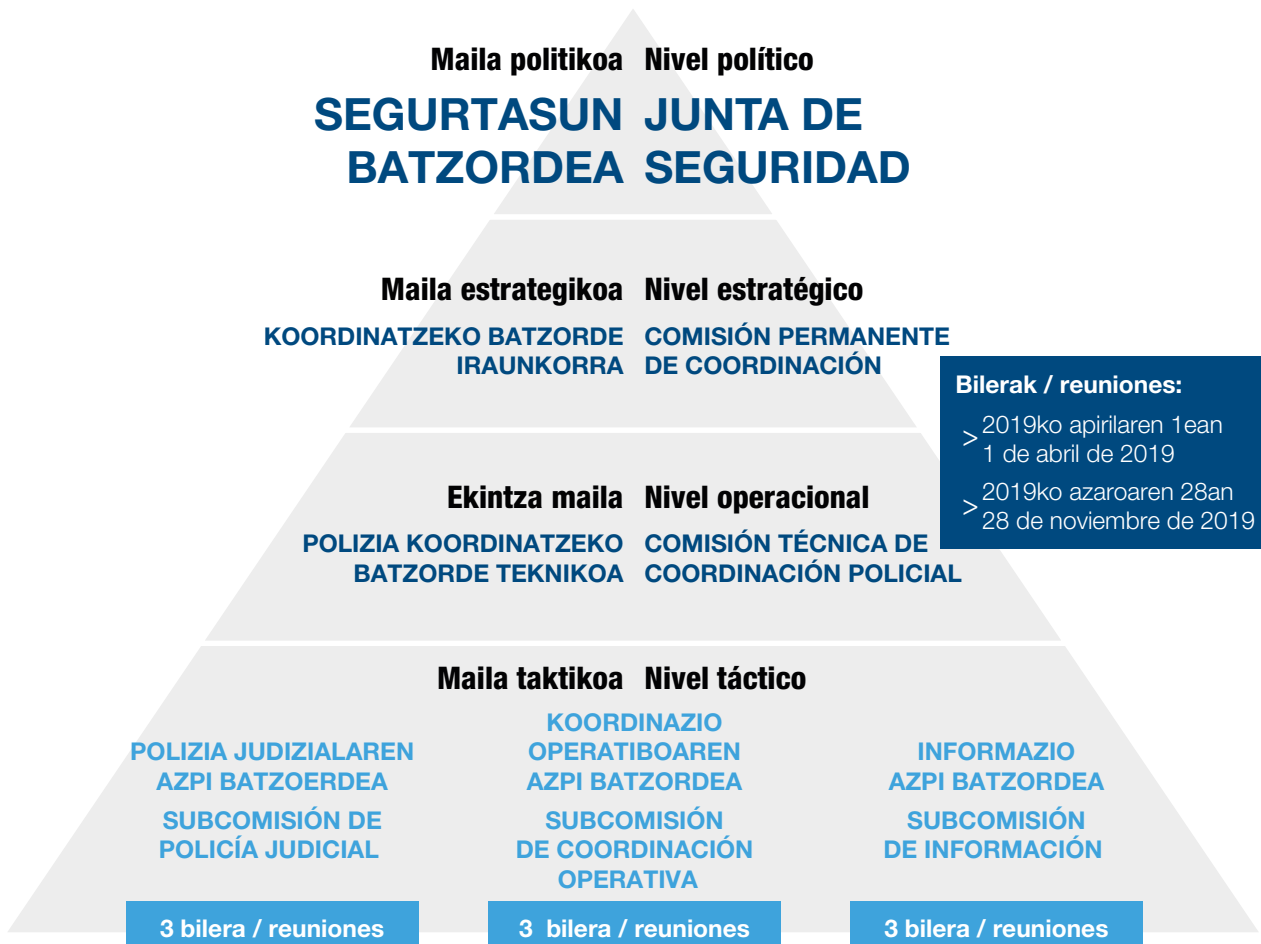 Maila politikoa Nivel político
SEGURTASUN JUNTA DE
BATZORDEA SEGURIDAD
Maila estrategikoa Nivel estratégico
KOORDINATZEKO BATZORDE COMISIÓN PERMANENTE
IRAUNKORRA DE COORDINACIÓN
Bilerak / reuniones:
> 2019ko apirilaren 1ean
1 de abril de 2019
> 2019ko azaroaren 28an
28 de noviembre de 2019
Ekintza maila Nivel operacional
POLIZIA KOORDINATZEKO COMISIÓN TÉCNICA DE
BATZORDE TEKNIKOA COORDINACIÓN POLICIAL
Maila taktikoa Nivel táctico
POLIZIA JUDIZIALAREN
AZPI BATZOERDEA
SUBCOMISIÓN DE
POLICÍA JUDICIAL
3 bilera / reuniones
KOORDINAZIO
OPERATIBOAREN
AZPI BATZORDEA
SUBCOMISIÓN
DE COORDINACIÓN
OPERATIVA
3 bilera / reuniones
INFORMAZIO
AZPI BATZORDEA
SUBCOMISIÓN
DE INFORMACIÓN
3 bilera / reuniones